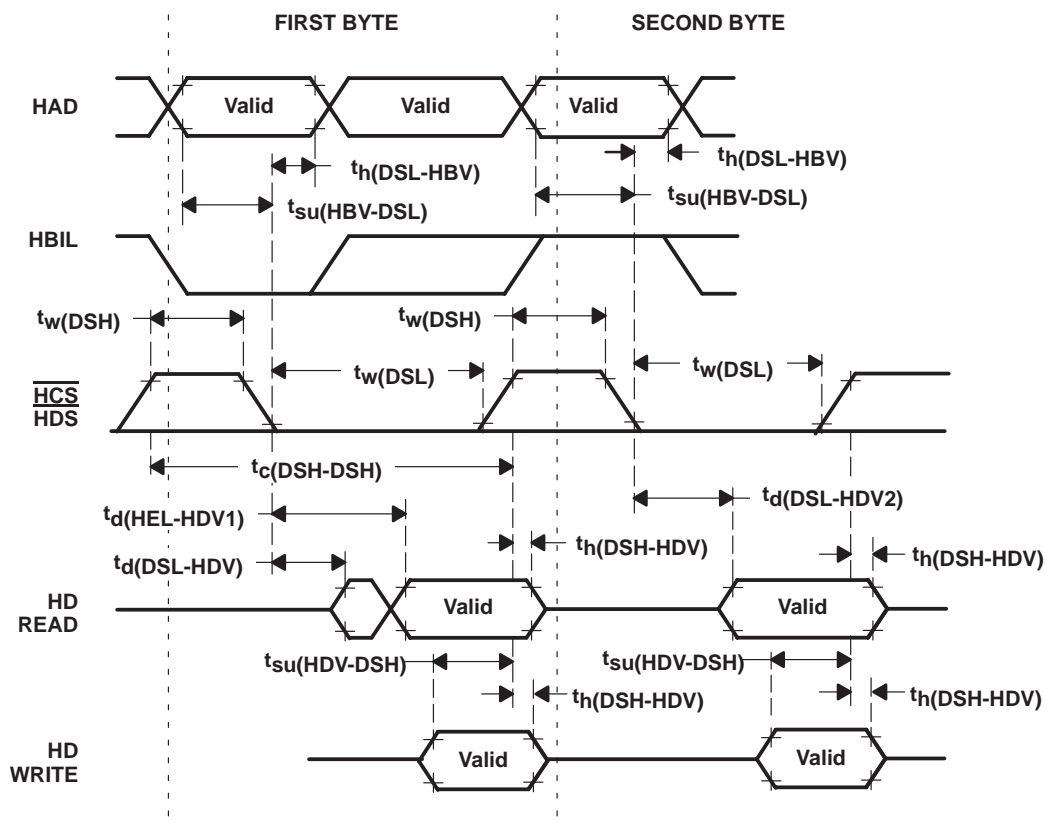 FIRST BYTE
SECOND BYTE
HAD
Valid
Valid
Valid
th(DSL-HBV)
th(DSL-HBV)
tsu(HBV-DSL)
tsu(HBV-DSL)
HBIL
tw(DSH)
tw(DSH)
tw(DSL)
tw(DSL)
HCS
HDS
tc(DSH-DSH)
td(HEL-HDV1)
td(DSL-HDV2)
td(DSL-HDV)
th(DSH-HDV)
th(DSH-HDV)
HD
READ
Valid
Valid
tsu(HDV-DSH)
tsu(HDV-DSH)
th(DSH-HDV)
th(DSH-HDV)
HD
WRITE
Valid
Valid